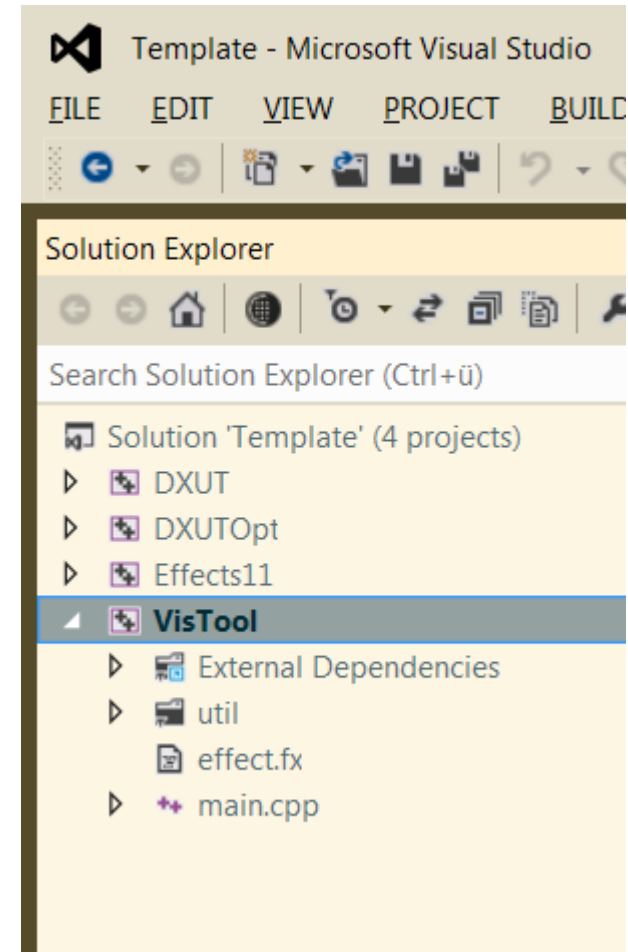 Template - Microsoft Visual Studio
FILE EDIT VIEW PROJECT BUILD
Solution Explorer
Search Solution Explorer (Ctrl+ü)
Solution 'Template' (4 projects)
DXUT
DXUTOpt
Effects11
VisTool
External Dependencies
util
effect.fx
main.cpp